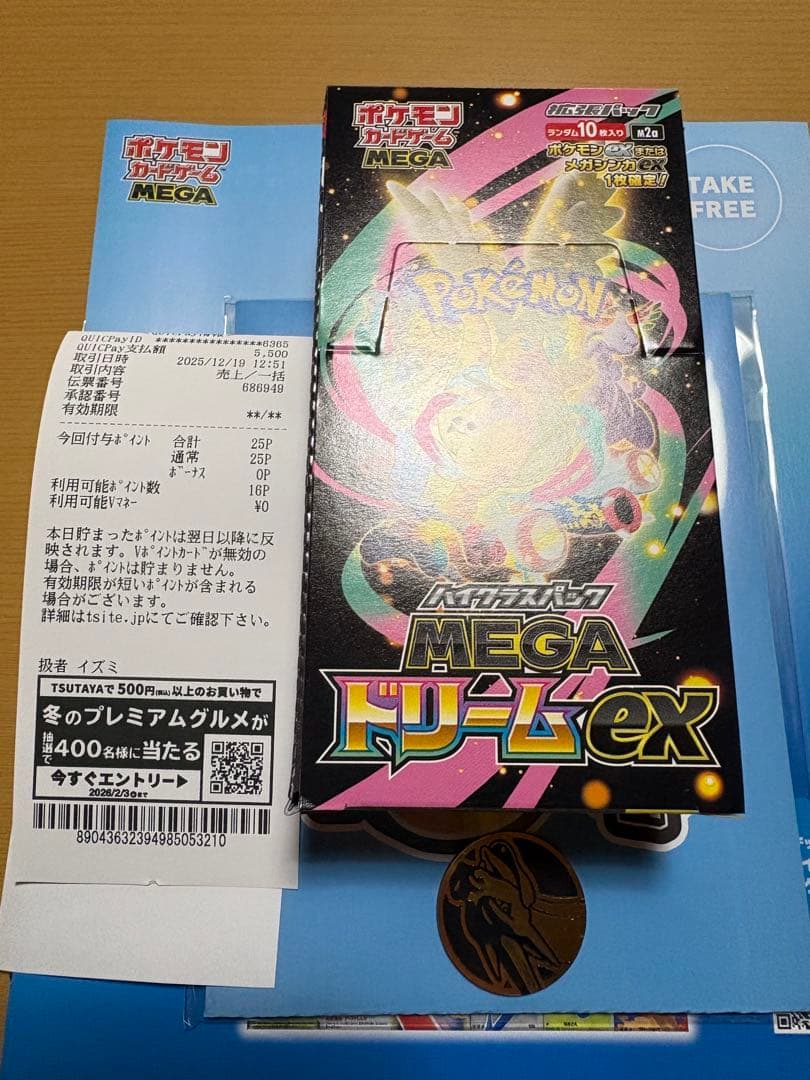 ポケモン
カードゲーム
MEGA
TAKE
FREE
ポケモン
カードゲーム
MEGA
拡張パック
ランダム10枚入り
M2a
ポケモンexまたは
メガシンカex
1枚確定!
POKÉMON
ハイクラスパック
MEGA
ドリームex
QUICPayID ****************6365
QUICPay支払額 5,500
取引日時 2025/12/19 12:51
取引内容 売上/一括
伝票番号 686949
承認番号
有効期限 **/**
今回付与ポイント 合計 25P
通常 25P
ボーナス 0P
利用可能ポイント数 16P
利用可能Vマネー ¥0
本日貯まったポイントは翌日以降に反
映されます。Vポイントカードが無効の
場合、ポイントは貯まりません。
有効期限が短いポイントが含まれる
場合がございます。
詳細はtsite.jpにてご確認下さい。
扱者 イズミ
TSUTAYAで500円(税込)以上のお買い物で
冬のプレミアムグルメが
抽選で400名様に当たる
今すぐエントリー▶
2026/2/3㊋まで
89043632394985053210